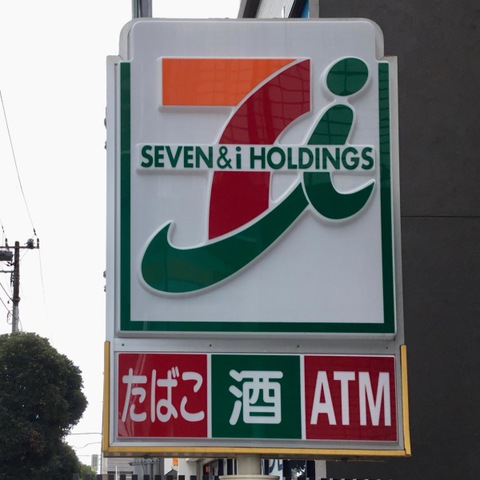 SEVEN & i HOLDINGS
たばこ 酒 ATM